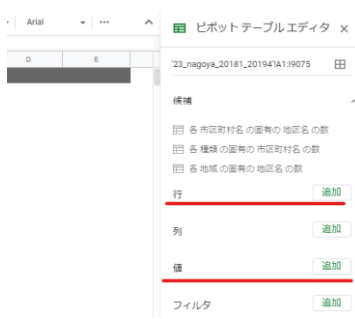 Arial
ピボット テーブル エディタ ×
D E
'23_nagoya_20181_20194'!A1:I9075
候補
各 市区町村名 の固有の 地区名 の数
各 種類 の固有の 市区町村名 の数
各 地域 の固有の 地区名 の数
行 追加
列 追加
値 追加
フィルタ 追加